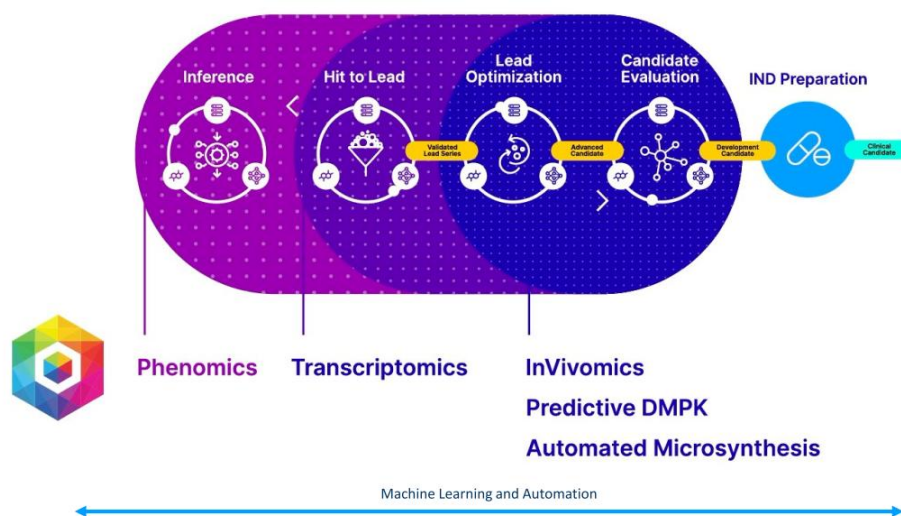 Inference
Hit to Lead
Lead
Optimization
Candidate
Evaluation
IND Preparation
Validated
Lead Series
Advanced
Candidate
Development
Candidate
Clinical
Candidate
Phenomics
Transcriptomics
InVivomics
Predictive DMPK
Automated Microsynthesis
Machine Learning and Automation